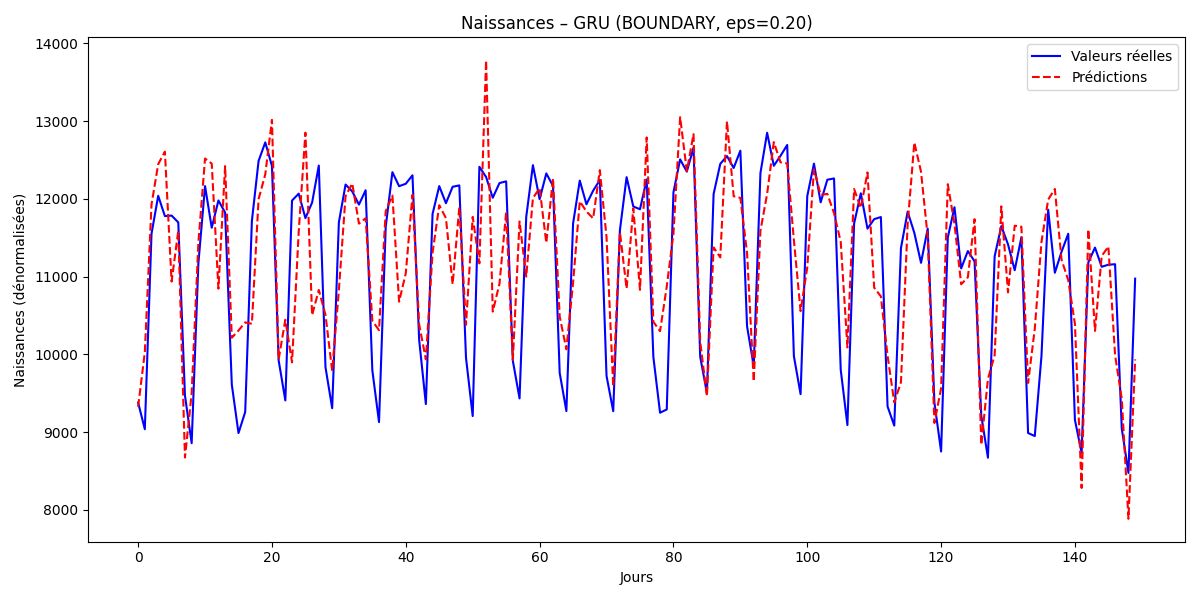 Naissances – GRU (BOUNDARY, eps=0.20)
Valeurs réelles
Prédictions
Naissances (dénormalisées)
14000
13000
12000
11000
10000
9000
8000
0 20 40 60 80 100 120 140
Jours